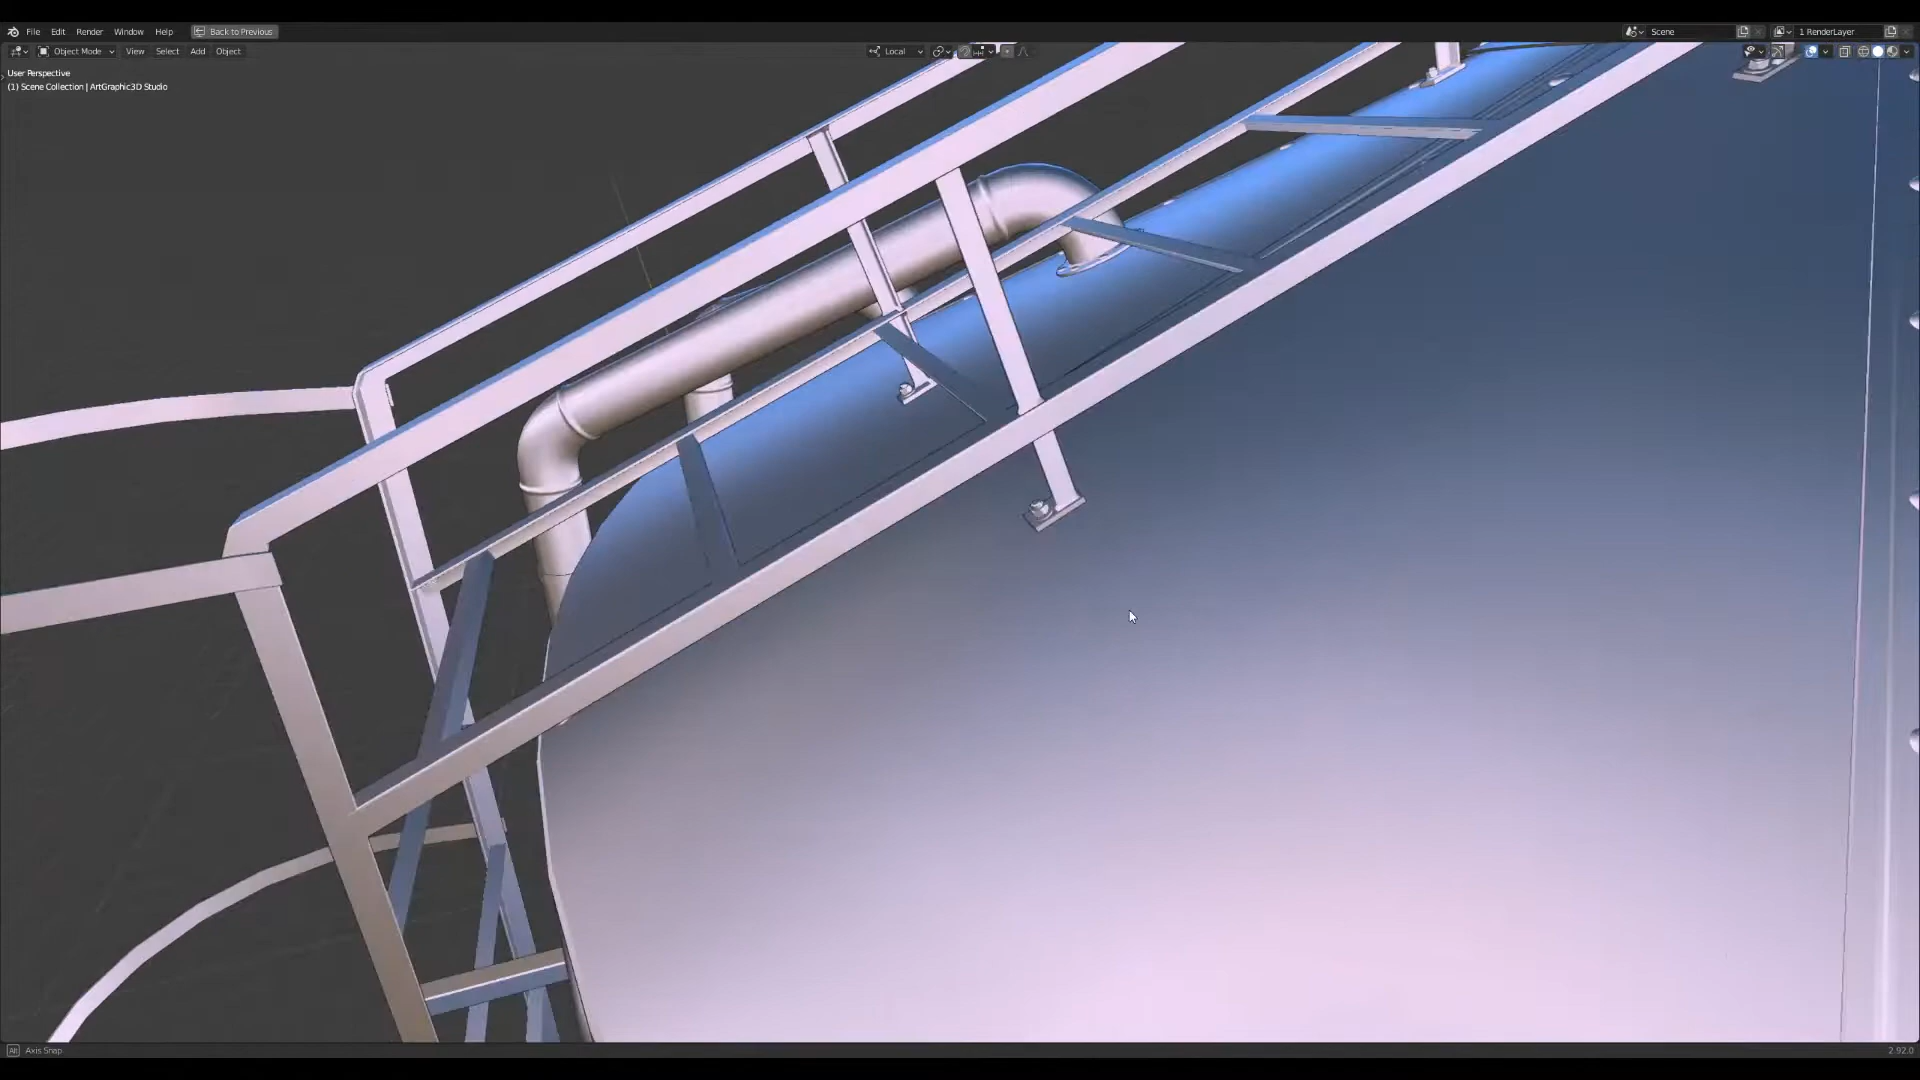 File Edit Render Window Help Back to Previous Scene 1 RenderLayer
Object Mode View Select Add Object Local
User Perspective
(1) Scene Collection | ArtGraphic3D Studio
Alt Axis Snap 2.92.0